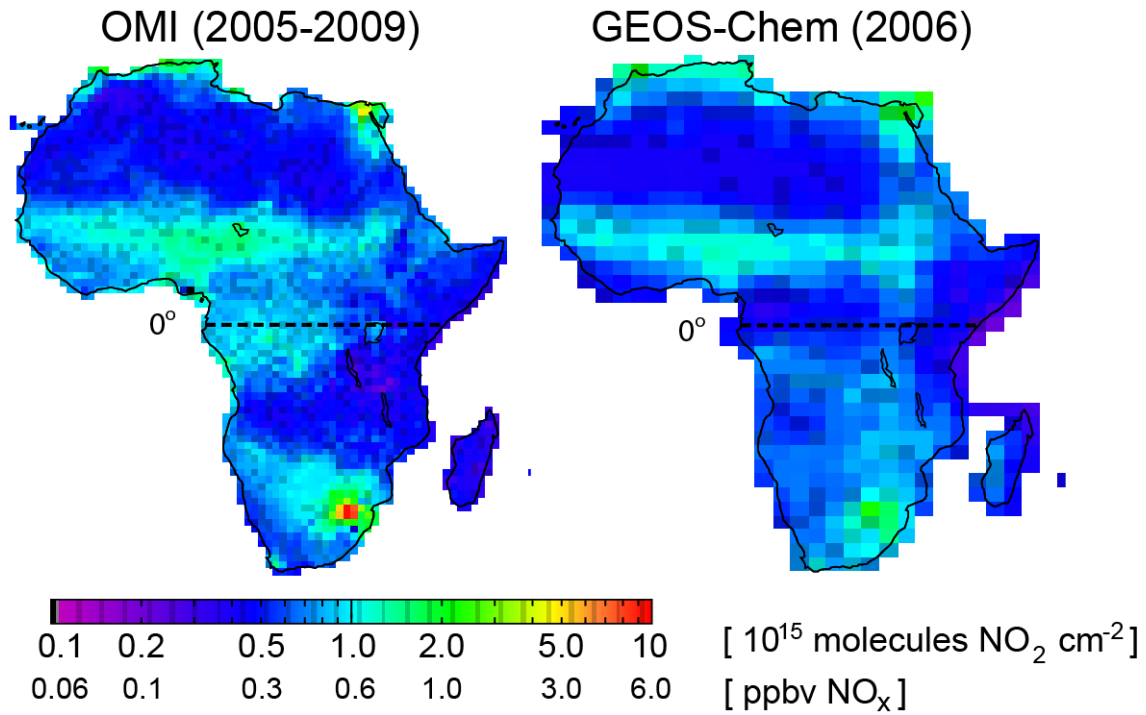 OMI (2005-2009)
GEOS-Chem (2006)
0°
0°
0.1 0.2 0.5 1.0 2.0 5.0 10 [ 10¹⁵ molecules NO₂ cm⁻² ]
0.06 0.1 0.3 0.6 1.0 3.0 6.0 [ ppbv NOₓ ]